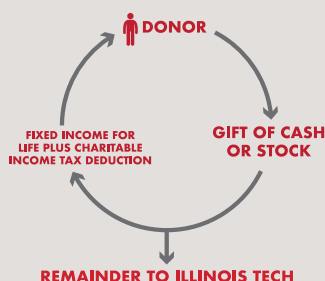 DONOR
GIFT OF CASH
OR STOCK
FIXED INCOME FOR
LIFE PLUS CHARITABLE
INCOME TAX DEDUCTION
REMAINDER TO ILLINOIS TECH